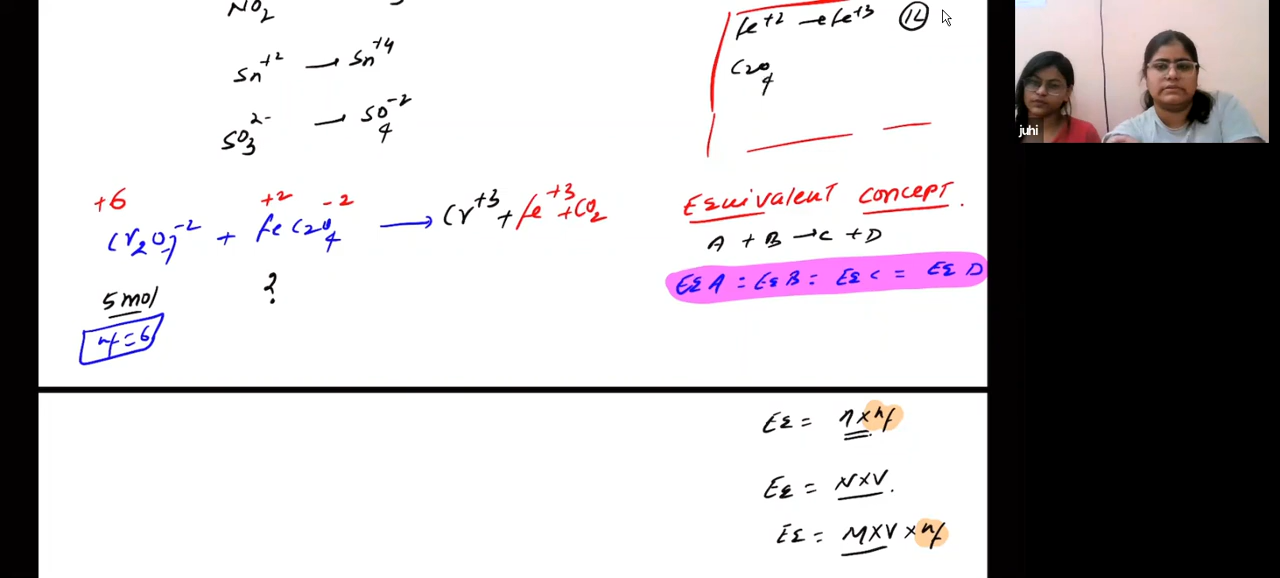 NO2
Sn+2 → Sn+4
SO3 2- → SO4 -2
Fe+2 → Fe+3 (1)
C2O4
+6 +2 -2
Cr2O7 -2 + FeC2O4 → Cr+3 + Fe+3 + CO2
5 mol ?
nf = 6
Equivalent concept.
A + B → C + D
Eq A = Eq B = Eq C = Eq D
Eq = n×nf
Eq = N×V.
Eq = M×V×nf
juhi